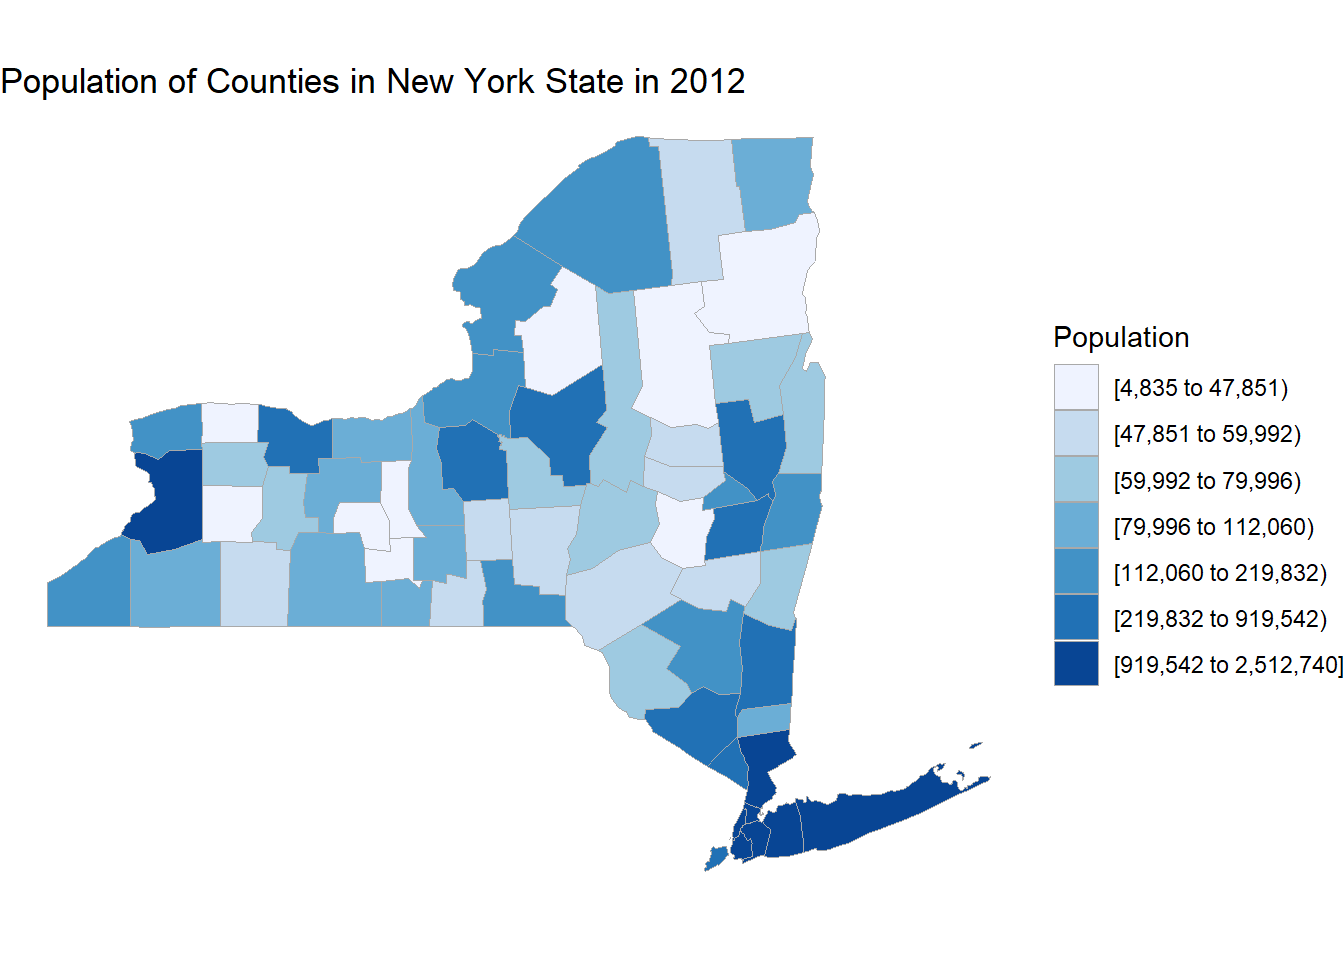 Population of Counties in New York State in 2012
Population
[4,835 to 47,851)
[47,851 to 59,992)
[59,992 to 79,996)
[79,996 to 112,060)
[112,060 to 219,832)
[219,832 to 919,542)
[919,542 to 2,512,740]